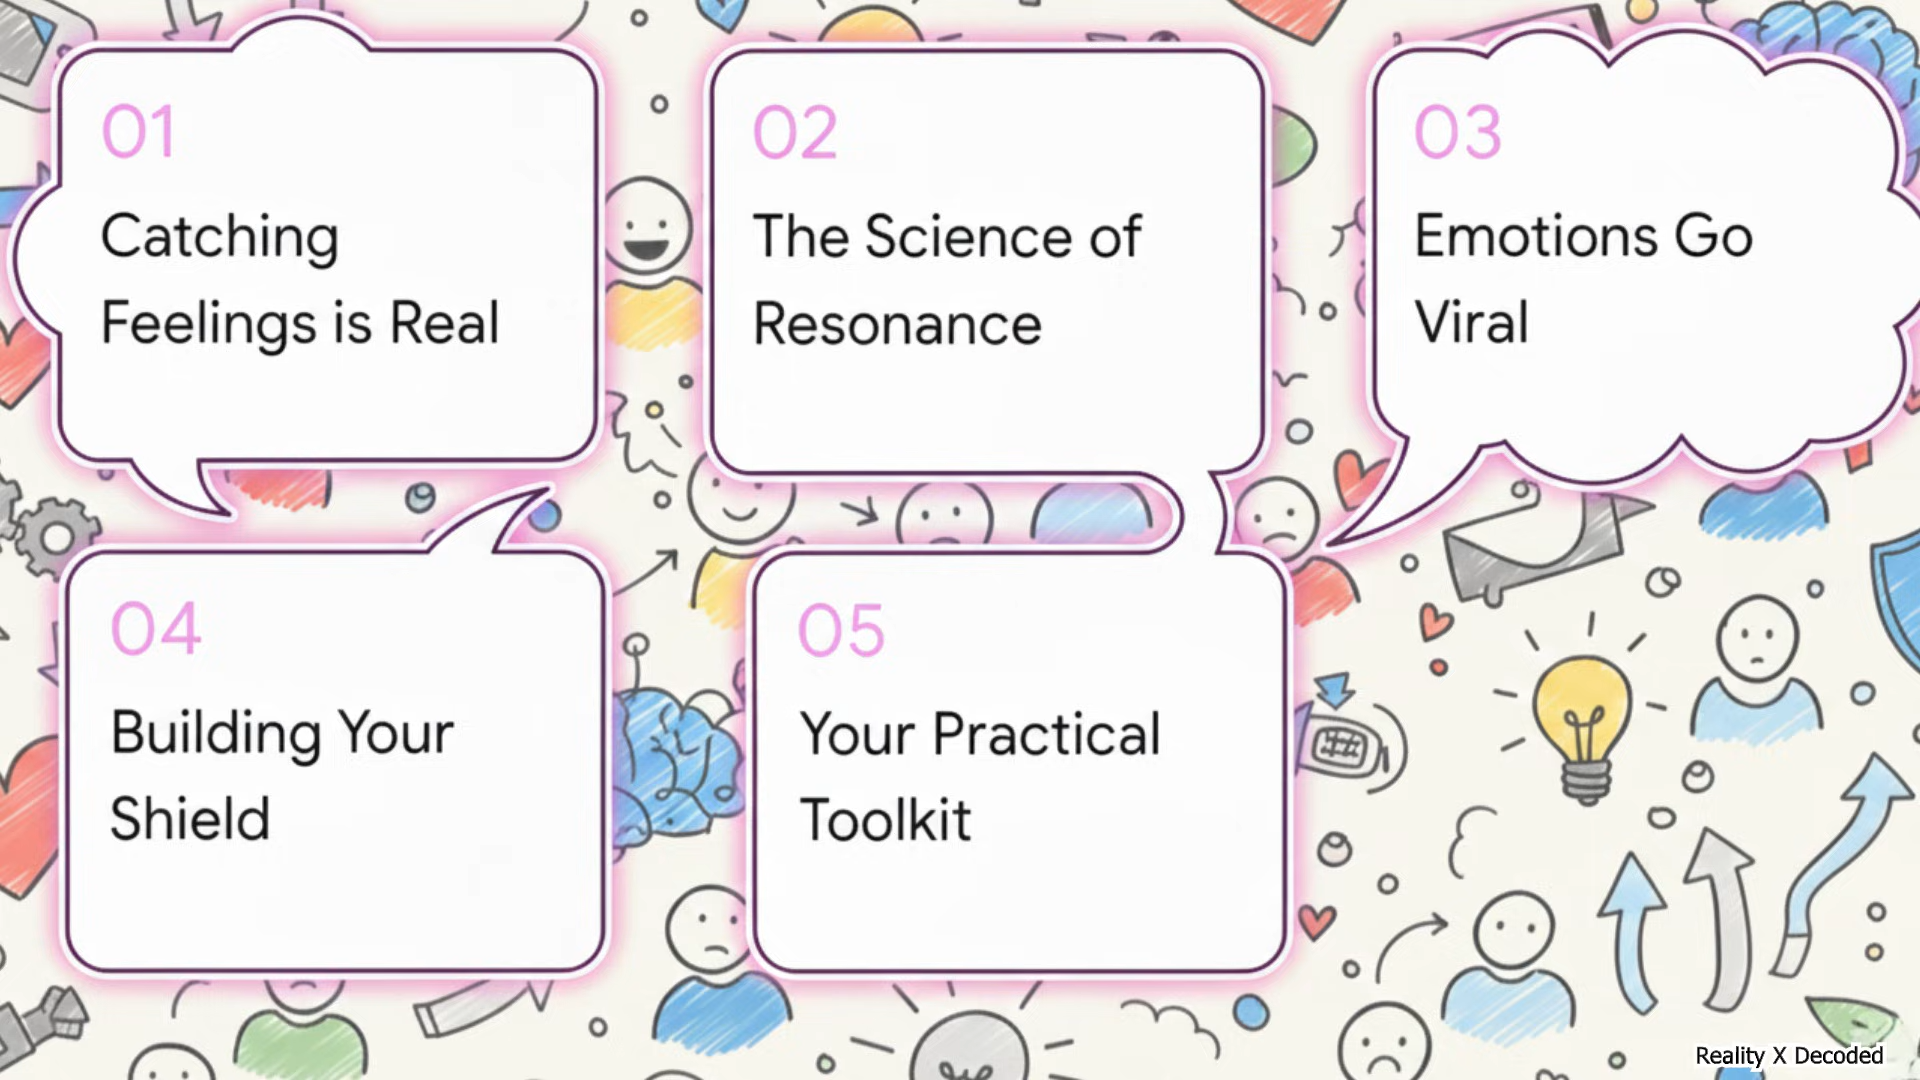 01
Catching
Feelings is Real
02
The Science of
Resonance
03
Emotions Go
Viral
04
Building Your
Shield
05
Your Practical
Toolkit
Reality X Decoded